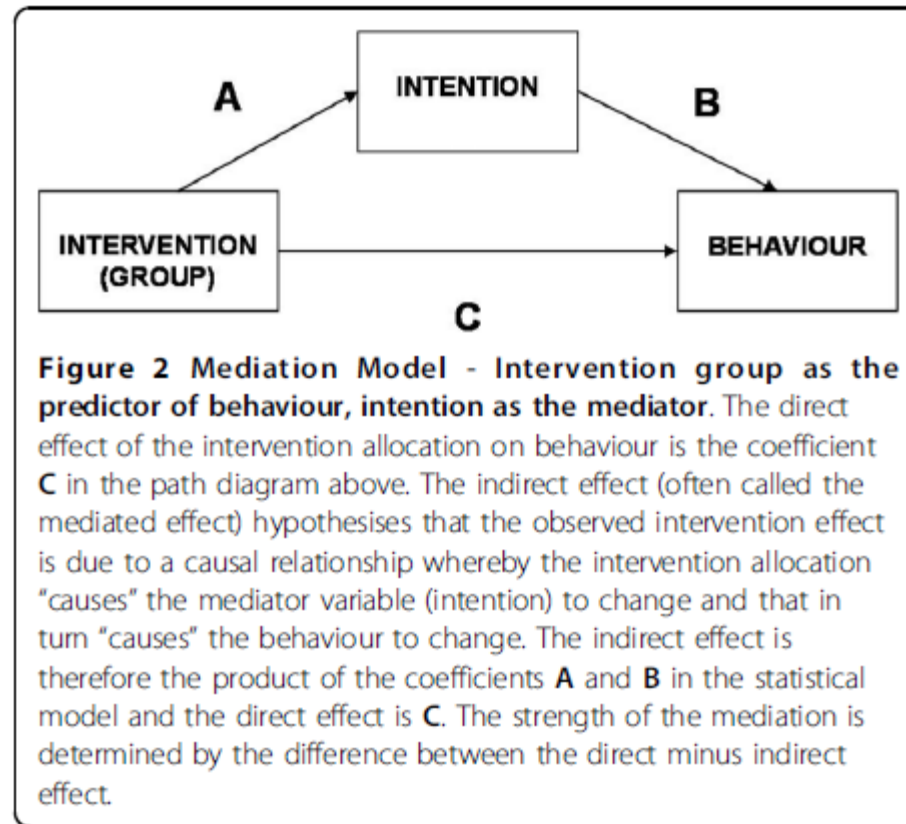 A
INTENTION
B
INTERVENTION
(GROUP)
BEHAVIOUR
C
Figure 2 Mediation Model - Intervention group as the
predictor of behaviour, intention as the mediator. The direct
effect of the intervention allocation on behaviour is the coefficient
C in the path diagram above. The indirect effect (often called the
mediated effect) hypothesises that the observed intervention effect
is due to a causal relationship whereby the intervention allocation
"causes" the mediator variable (intention) to change and that in
turn "causes" the behaviour to change. The indirect effect is
therefore the product of the coefficients A and B in the statistical
model and the direct effect is C. The strength of the mediation is
determined by the difference between the direct minus indirect
effect.